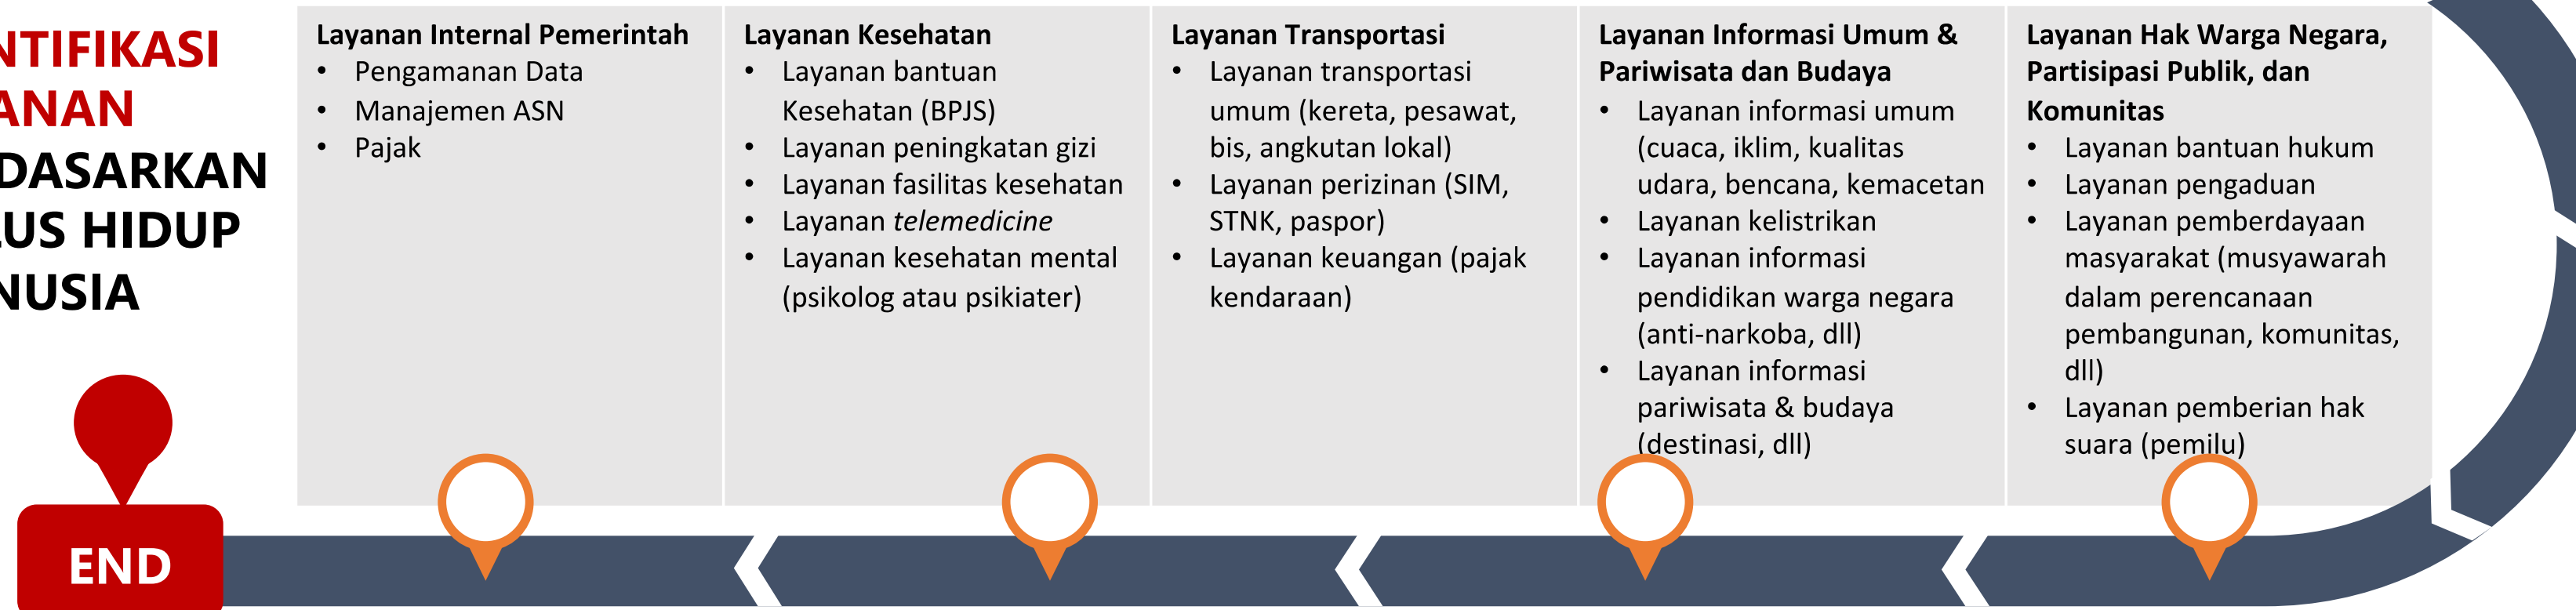 NTIFIKASI
ANAN
DASARKAN
US HIDUP
NUSIA
END
Layanan Internal Pemerintah
• Pengamanan Data
• Manajemen ASN
• Pajak
Layanan Kesehatan
• Layanan bantuan
Kesehatan (BPJS)
• Layanan peningkatan gizi
• Layanan fasilitas kesehatan
• Layanan telemedicine
• Layanan kesehatan mental
(psikolog atau psikiater)
Layanan Transportasi
• Layanan transportasi
umum (kereta, pesawat,
bis, angkutan lokal)
• Layanan perizinan (SIM,
STNK, paspor)
• Layanan keuangan (pajak
kendaraan)
Layanan Informasi Umum &
Pariwisata dan Budaya
• Layanan informasi umum
(cuaca, iklim, kualitas
udara, bencana, kemacetan
• Layanan kelistrikan
• Layanan informasi
pendidikan warga negara
(anti-narkoba, dll)
• Layanan informasi
pariwisata & budaya
(destinasi, dll)
Layanan Hak Warga Negara,
Partisipasi Publik, dan
Komunitas
• Layanan bantuan hukum
• Layanan pengaduan
• Layanan pemberdayaan
masyarakat (musyawarah
dalam perencanaan
pembangunan, komunitas,
dll)
• Layanan pemberian hak
suara (pemilu)